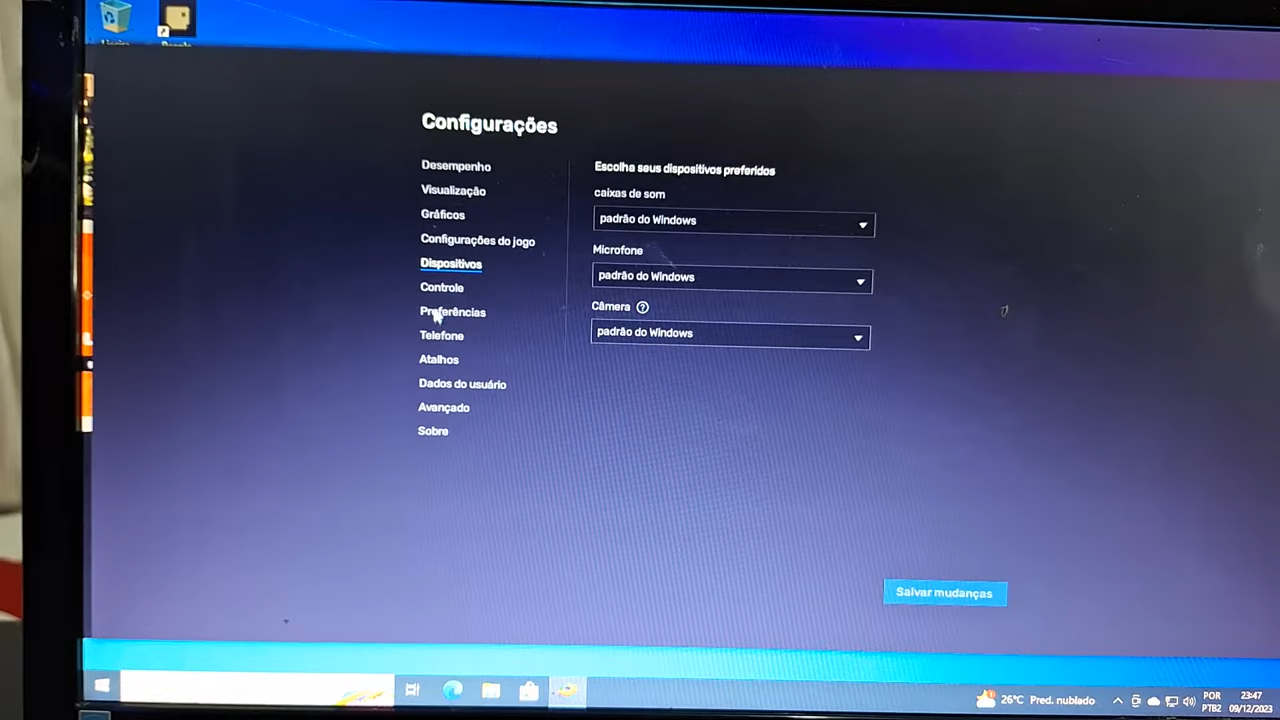 Configurações
Desempenho
Visualização
Gráficos
Configurações do jogo
Dispositivos
Controle
Preferências
Telefone
Atalhos
Dados do usuário
Avançado
Sobre
Escolha seus dispositivos preferidos
caixas de som
padrão do Windows
Microfone
padrão do Windows
Câmera ?
padrão do Windows
Salvar mudanças
26°C Pred. nublado
POR
PTB2
23:47
09/12/2023